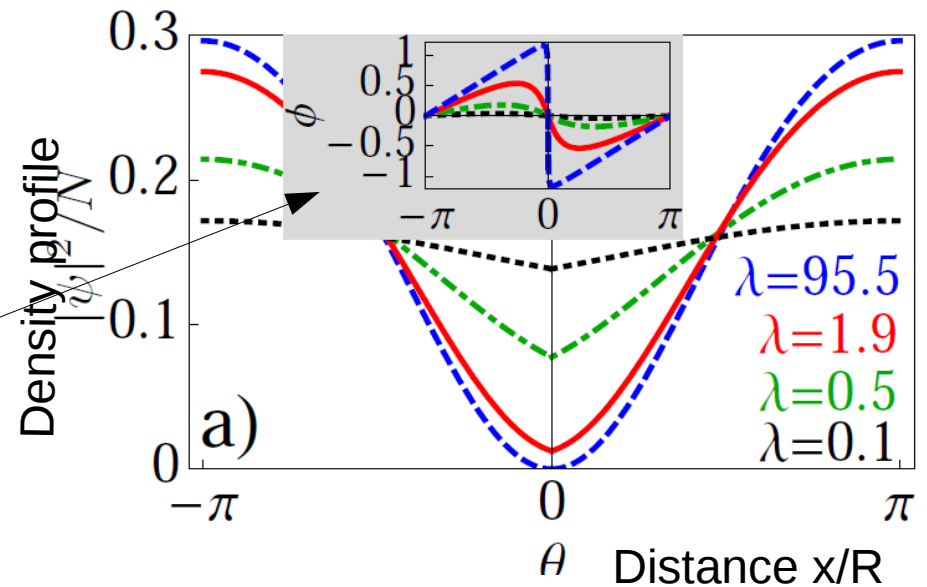 0.3
0.2
0.1
0
Density profile
|ψ|²/N
a)
−π
0
π
θ
Distance x/R
1
0.5
0
−0.5
−1
ϕ
−π
0
π
λ=95.5
λ=1.9
λ=0.5
λ=0.1